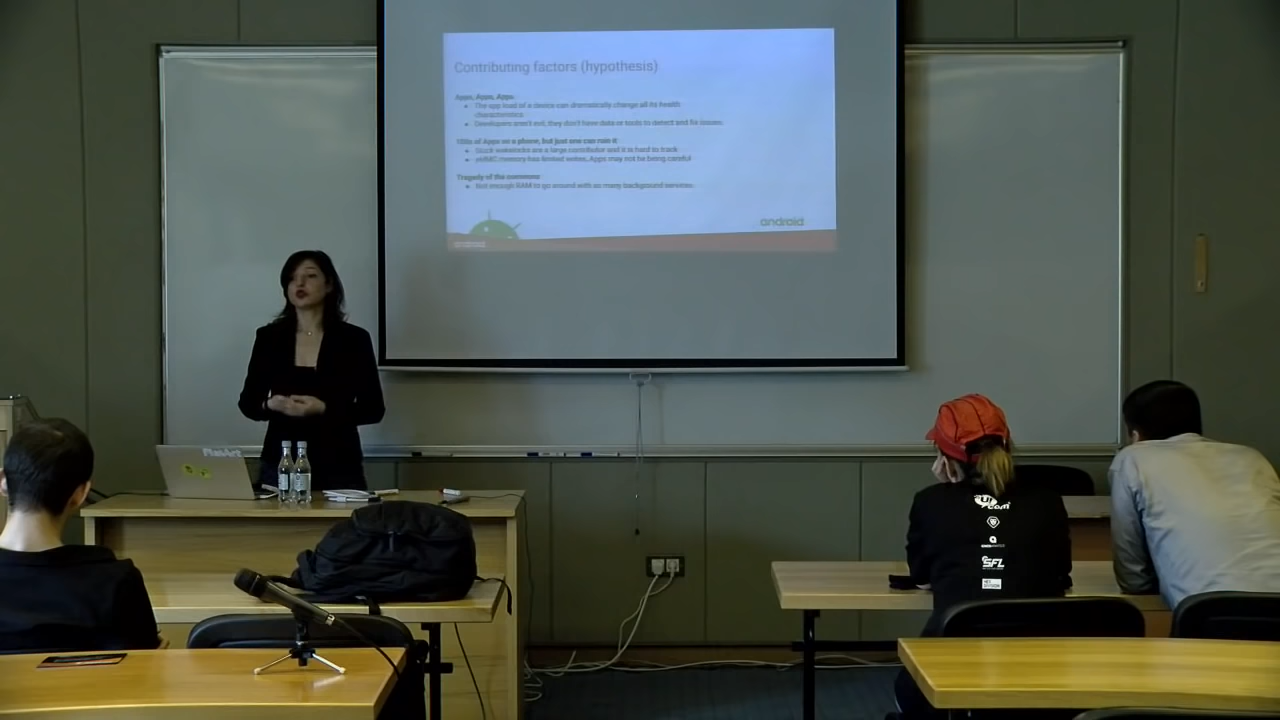 Contributing factors (hypothesis)
Apps, Apps, Apps
The app load of a device can dramatically change all its health
characteristics
Developers aren't evil, they don't have data or tools to detect and fix issues
100s of Apps on a phone, but just one can ruin it
Stuck wakelocks are a large contributor and it is hard to track
eMMC memory has limited writes, Apps may not be being careful
Tragedy of the commons
Not enough RAM to go around with so many background services.
android
android
PicsArt
com
SFL